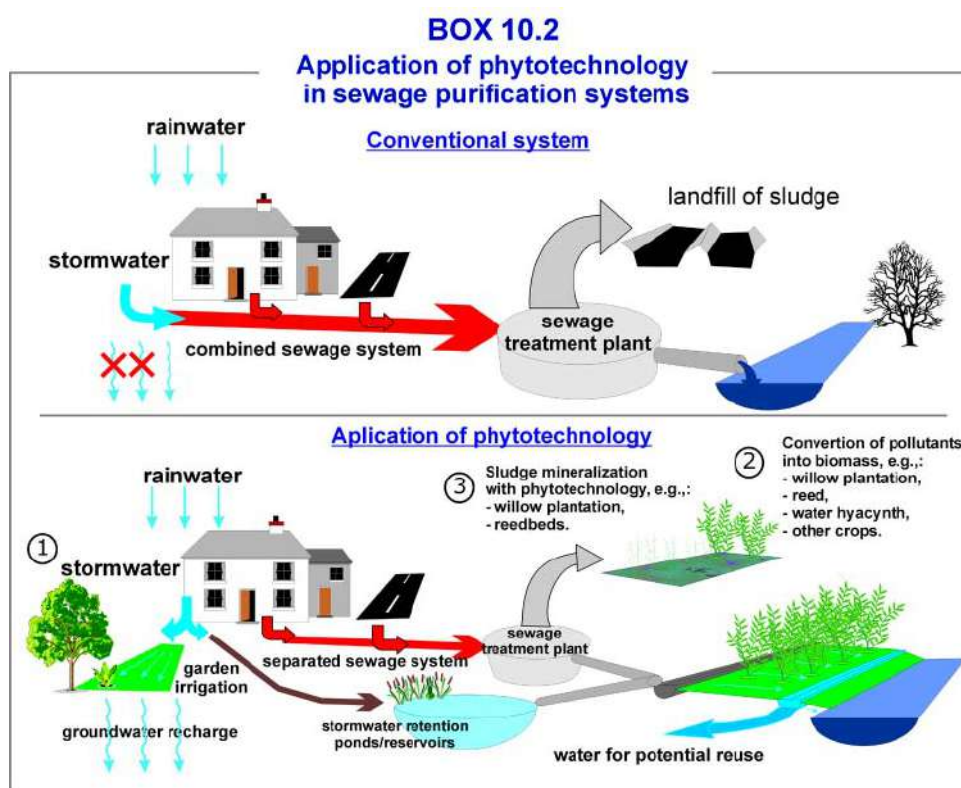 BOX 10.2
Application of phytotechnology
in sewage purification systems
Conventional system
rainwater
landfill of sludge
stormwater
sewage
treatment plant
combined sewage system
Aplication of phytotechnology
rainwater
3
Sludge mineralization
with phytotechnology, e.g.,:
- willow plantation,
- reedbeds.
2
Convertion of pollutants
into biomass, e.g.,:
- willow plantation,
- reed,
- water hyacynth,
- other crops.
1
stormwater
sewage
treatment plant
separated sewage system
garden
irrigation
groundwater recharge
stormwater retention
ponds/reservoirs
water for potential reuse